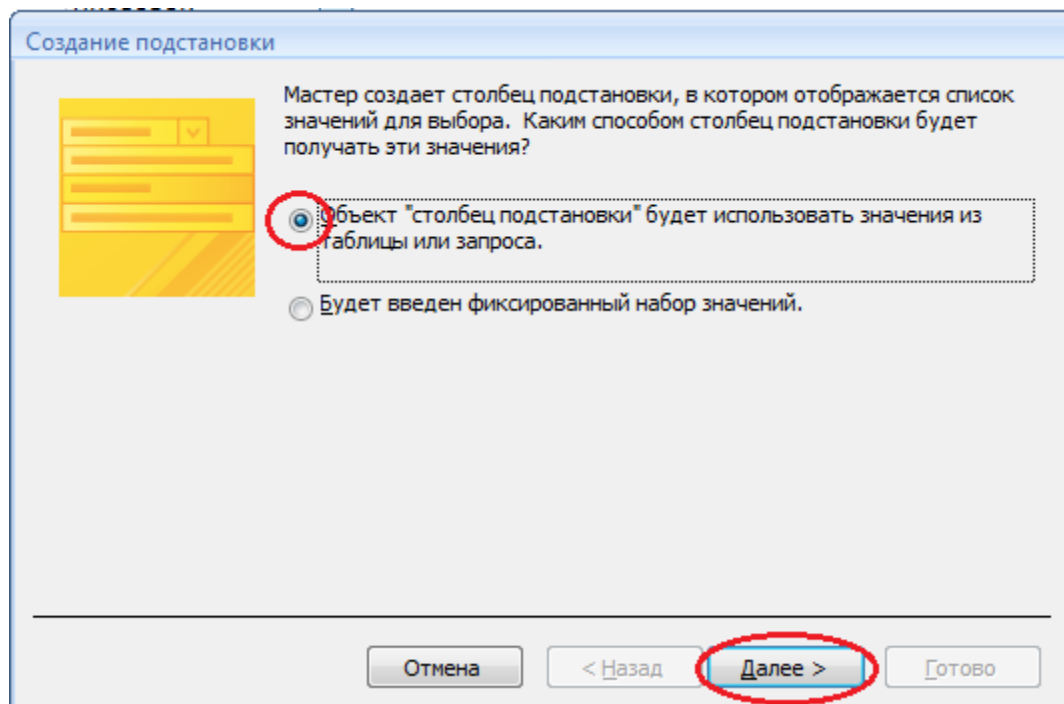 Создание подстановки
Мастер создает столбец подстановки, в котором отображается список
значений для выбора. Каким способом столбец подстановки будет
получать эти значения?
Объект "столбец подстановки" будет использовать значения из
таблицы или запроса.
Будет введен фиксированный набор значений.
Отмена
< Назад
Далее >
Готово